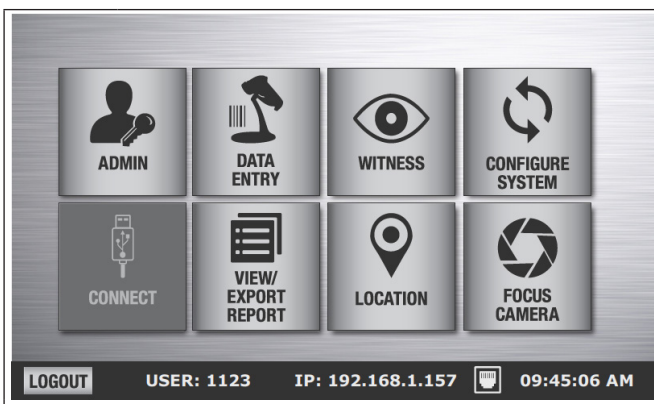 ADMIN
DATA
ENTRY
WITNESS
CONFIGURE
SYSTEM
CONNECT
VIEW/
EXPORT
REPORT
LOCATION
FOCUS
CAMERA
LOGOUT USER: 1123 IP: 192.168.1.157 09:45:06 AM